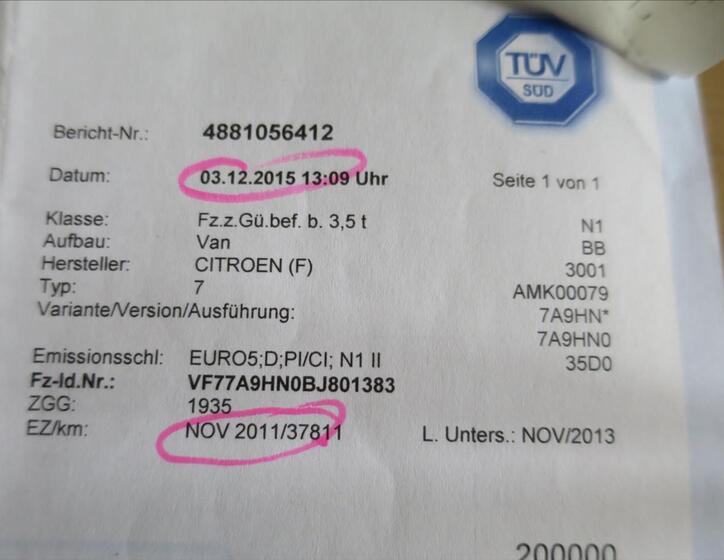 TÜV
SÜD
Bericht-Nr.: 4881056412
Datum: 03.12.2015 13:09 Uhr Seite 1 von 1
Klasse: Fz.z.Gü.bef. b. 3,5 t N1
Aufbau: Van BB
Hersteller: CITROEN (F) 3001
Typ: 7 AMK00079
Variante/Version/Ausführung: 7A9HN*
7A9HN0
Emissionsschl: EURO5;D;PI/CI; N1 II 35D0
Fz-Id.Nr.: VF77A9HN0BJ801383
ZGG: 1935
EZ/km: NOV 2011/37811 L. Unters.: NOV/2013
200000